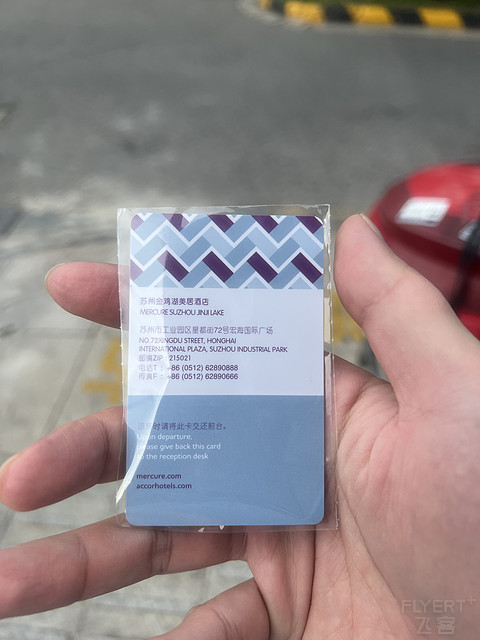 苏州金鸡湖美居酒店
MERCURE SUZHOU JINJI LAKE
苏州市工业园区星都街72号宏海国际广场
NO.72XINGDU STREET, HONGHAI
INTERNATIONAL PLAZA, SUZHOU INDUSTRIAL PARK
邮编ZIP：215021
电话T：+86 (0512) 62890888
传真F：+86 (0512) 62890666
时请将此卡交还前台。
Upon departure,
please give back this card
to the reception desk
mercure.com
accorhotels.com
FLYERT+
飞客